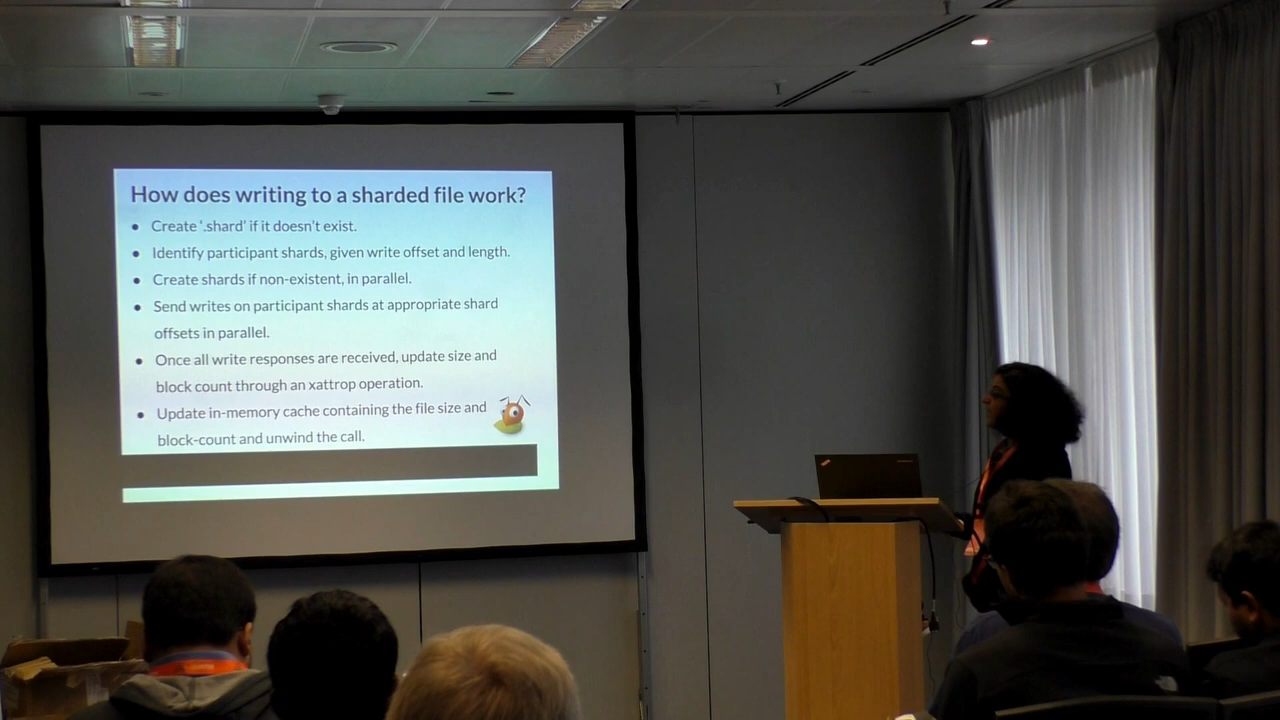 How does writing to a sharded file work?
• Create '.shard' if it doesn't exist.
• Identify participant shards, given write offset and length.
• Create shards if non-existent, in parallel.
• Send writes on participant shards at appropriate shard
offsets in parallel.
• Once all write responses are received, update size and
block count through an xattrop operation.
• Update in-memory cache containing the file size and
block-count and unwind the call.